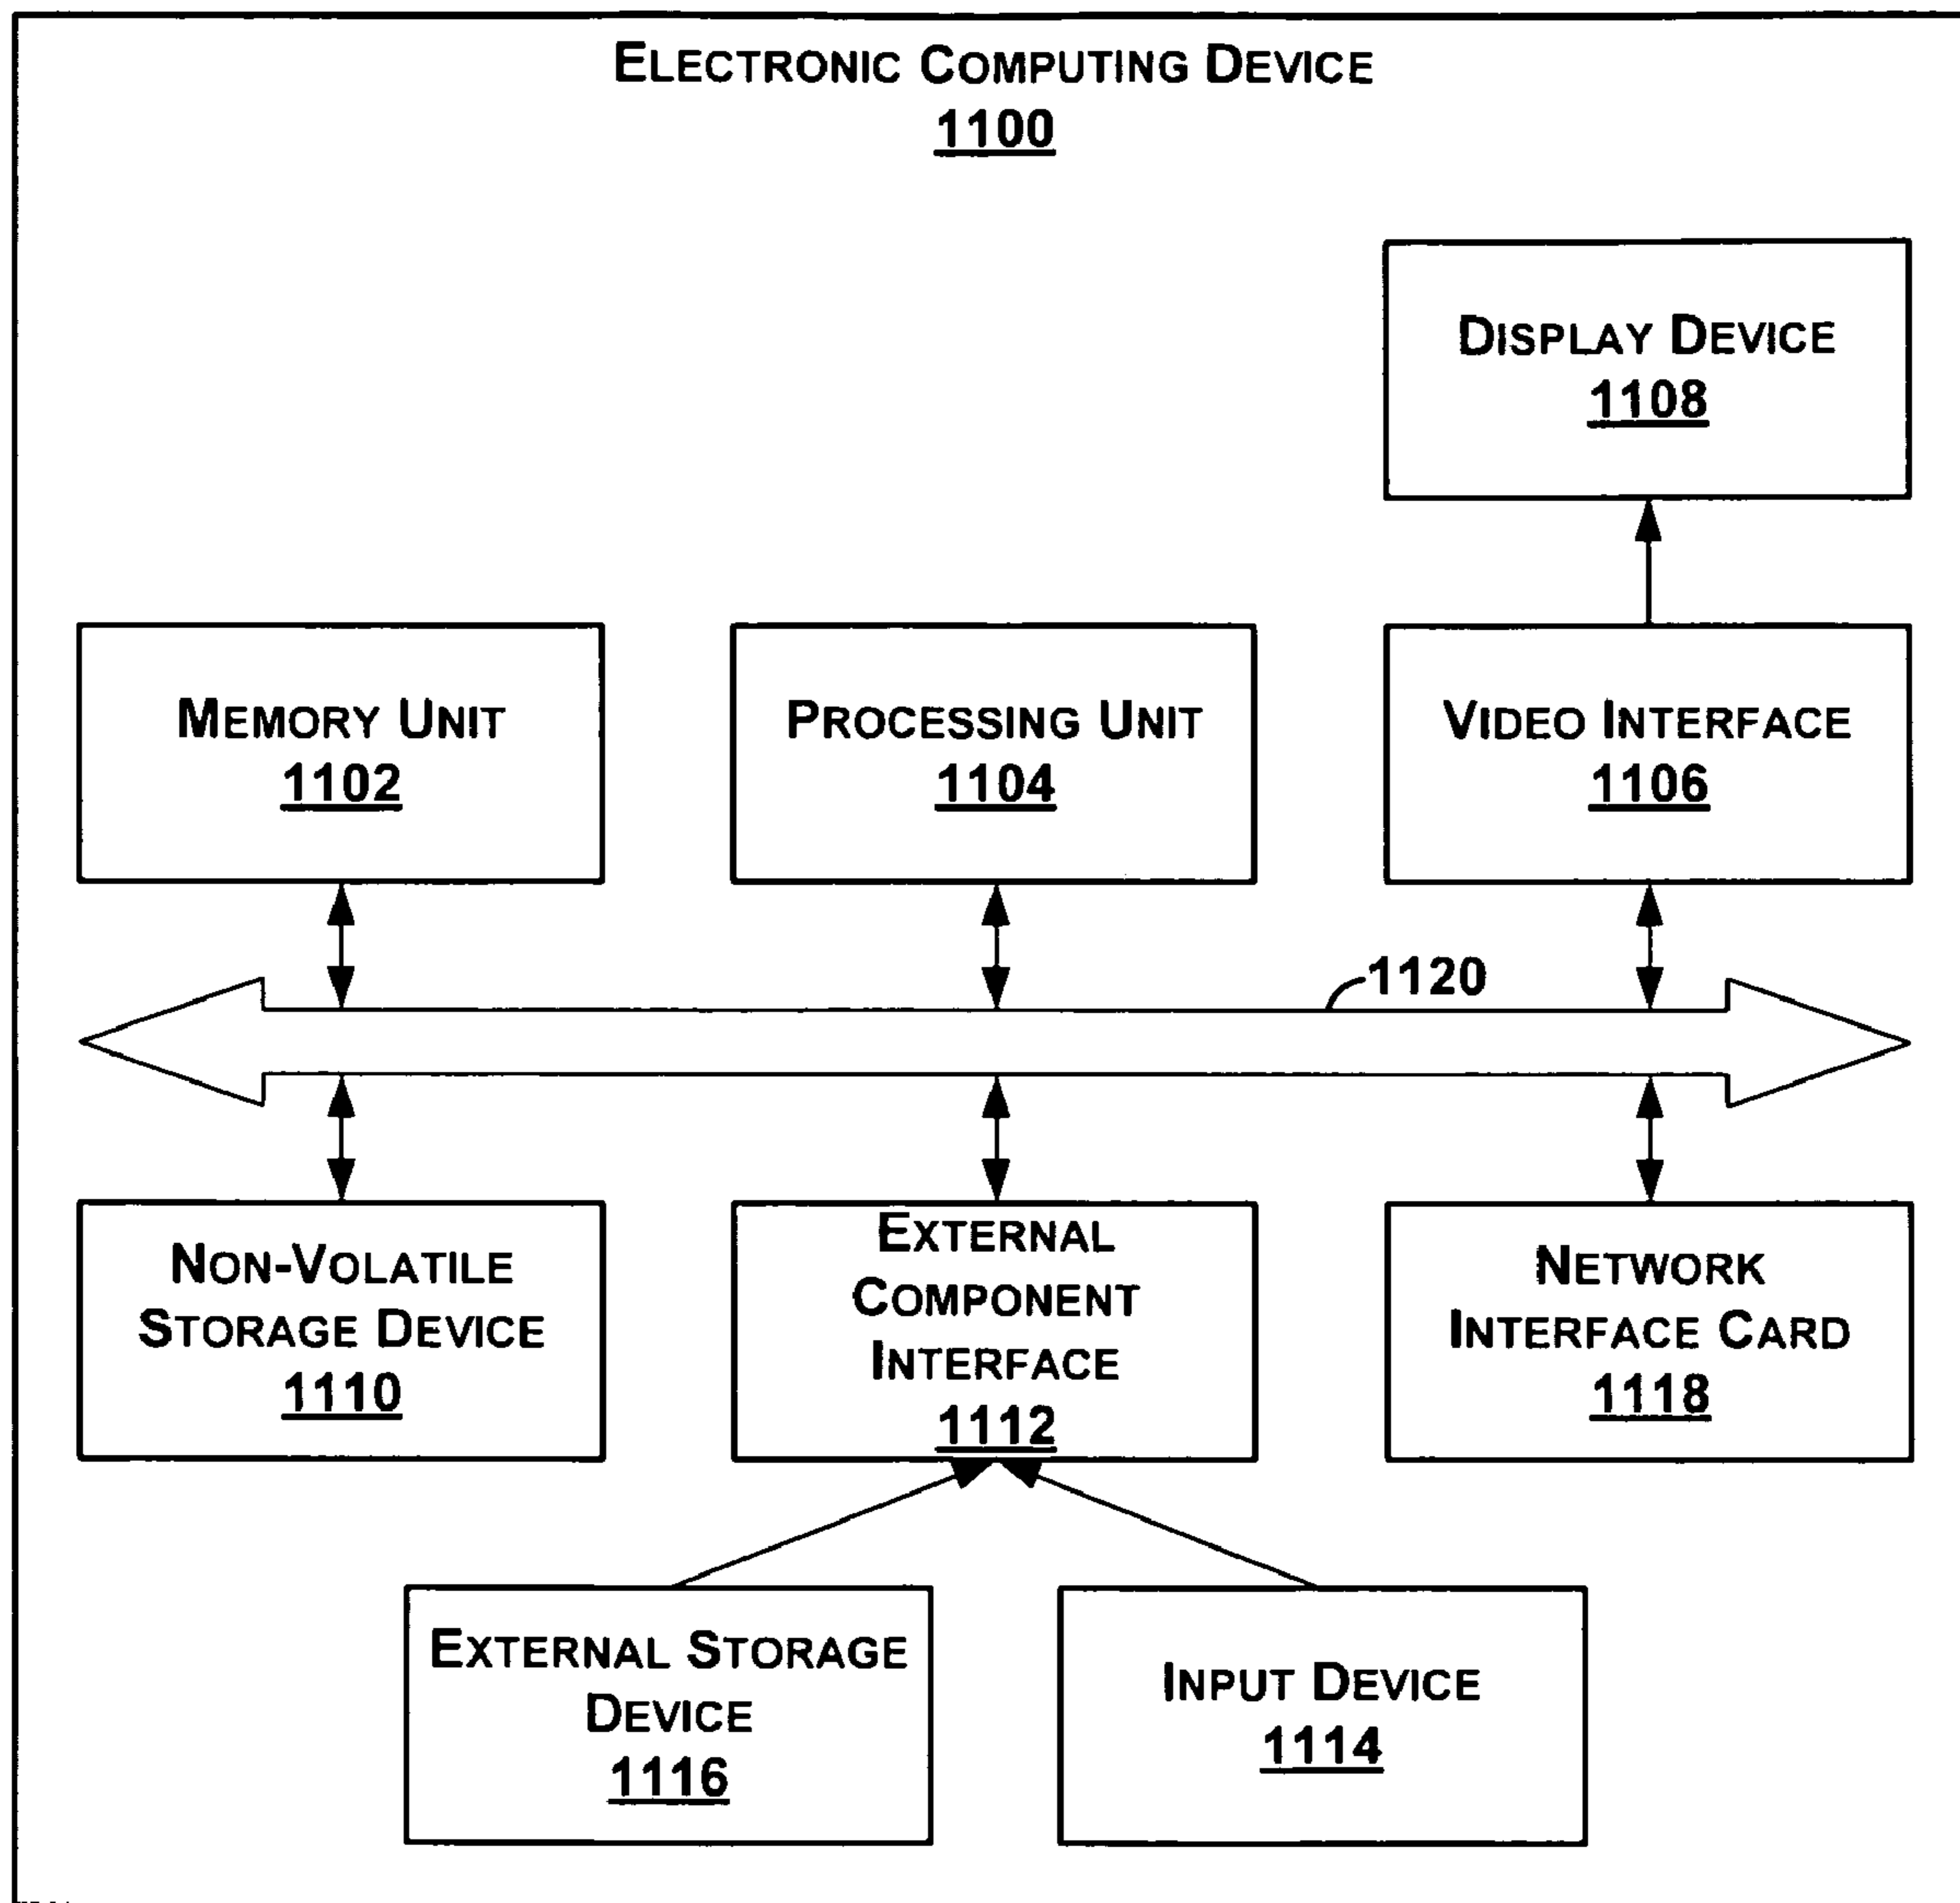 ELECTRONIC COMPUTING DEVICE
1100
DISPLAY DEVICE
1108
MEMORY UNIT
1102
PROCESSING UNIT
1104
VIDEO INTERFACE
1106
1120
NON-VOLATILE
STORAGE DEVICE
1110
EXTERNAL
COMPONENT
INTERFACE
1112
NETWORK
INTERFACE CARD
1118
EXTERNAL STORAGE
DEVICE
1116
INPUT DEVICE
1114